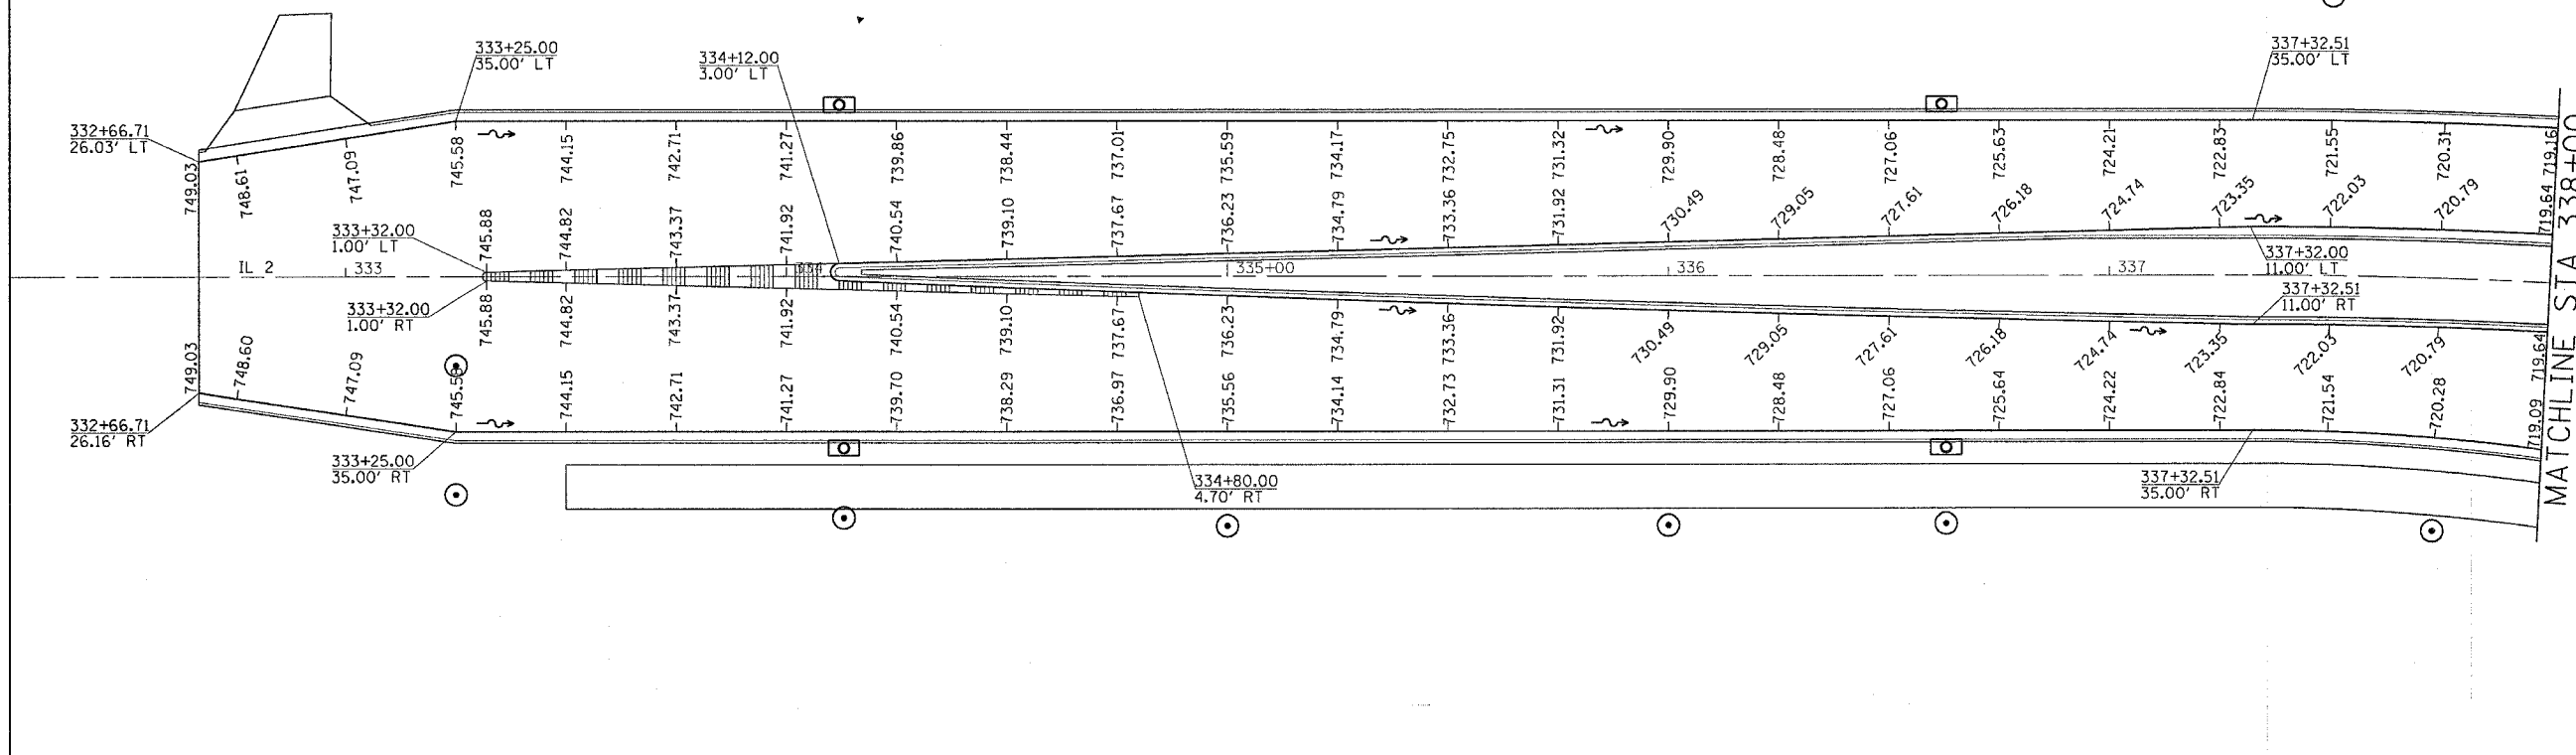 333+25.00
35.00' LT
334+12.00
3.00' LT
337+32.51
35.00' LT
332+66.71
26.03' LT
749.03 748.61 747.09 745.58 744.15 742.71 741.27 739.86 738.44 737.01 735.59 734.17 732.75 731.32 729.90 728.48 727.06 725.63 724.21 722.83 721.55 720.31 719.16
333+32.00
1.00' LT
745.88 744.82 743.37 741.92 740.54 739.10 737.67 736.23 734.79 733.36 731.92 730.49 729.05 727.61 726.18 724.74 723.35 722.03 720.79 719.64
IL 2 333 334 335+00 336 337
337+32.00
11.00' LT
337+32.51
11.00' RT
333+32.00
1.00' RT
745.88 744.82 743.37 741.92 740.54 739.10 737.67 736.23 734.79 733.36 731.92 730.49 729.05 727.61 726.18 724.74 723.35 722.03 720.79 719.64
749.03 748.60 747.09 744.15 742.71 741.27 739.70 738.29 736.97 735.56 734.14 732.73 731.31 729.90 728.48 727.06 725.64 724.22 722.84 721.54 720.28 719.09
332+66.71
26.16' RT
333+25.00
35.00' RT
334+80.00
4.70' RT
337+32.51
35.00' RT
MATCHLINE STA 338+00